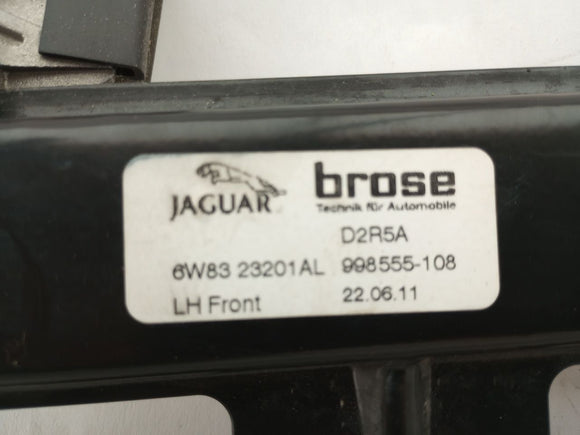 JAGUAR brose
Technik für Automobile
D2R5A
6W83 23201AL 998555-108
LH Front 22.06.11